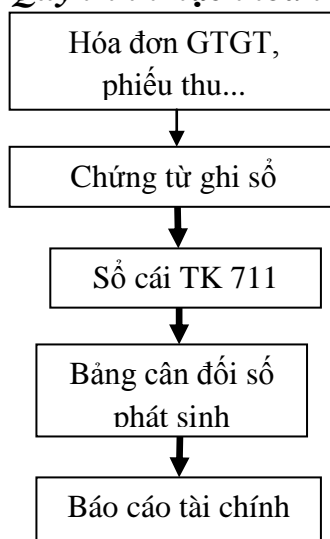 Hóa đơn GTGT,
phiếu thu...
Chứng từ ghi sổ
Sổ cái TK 711
Bảng cân đối số
phát sinh
Báo cáo tài chính